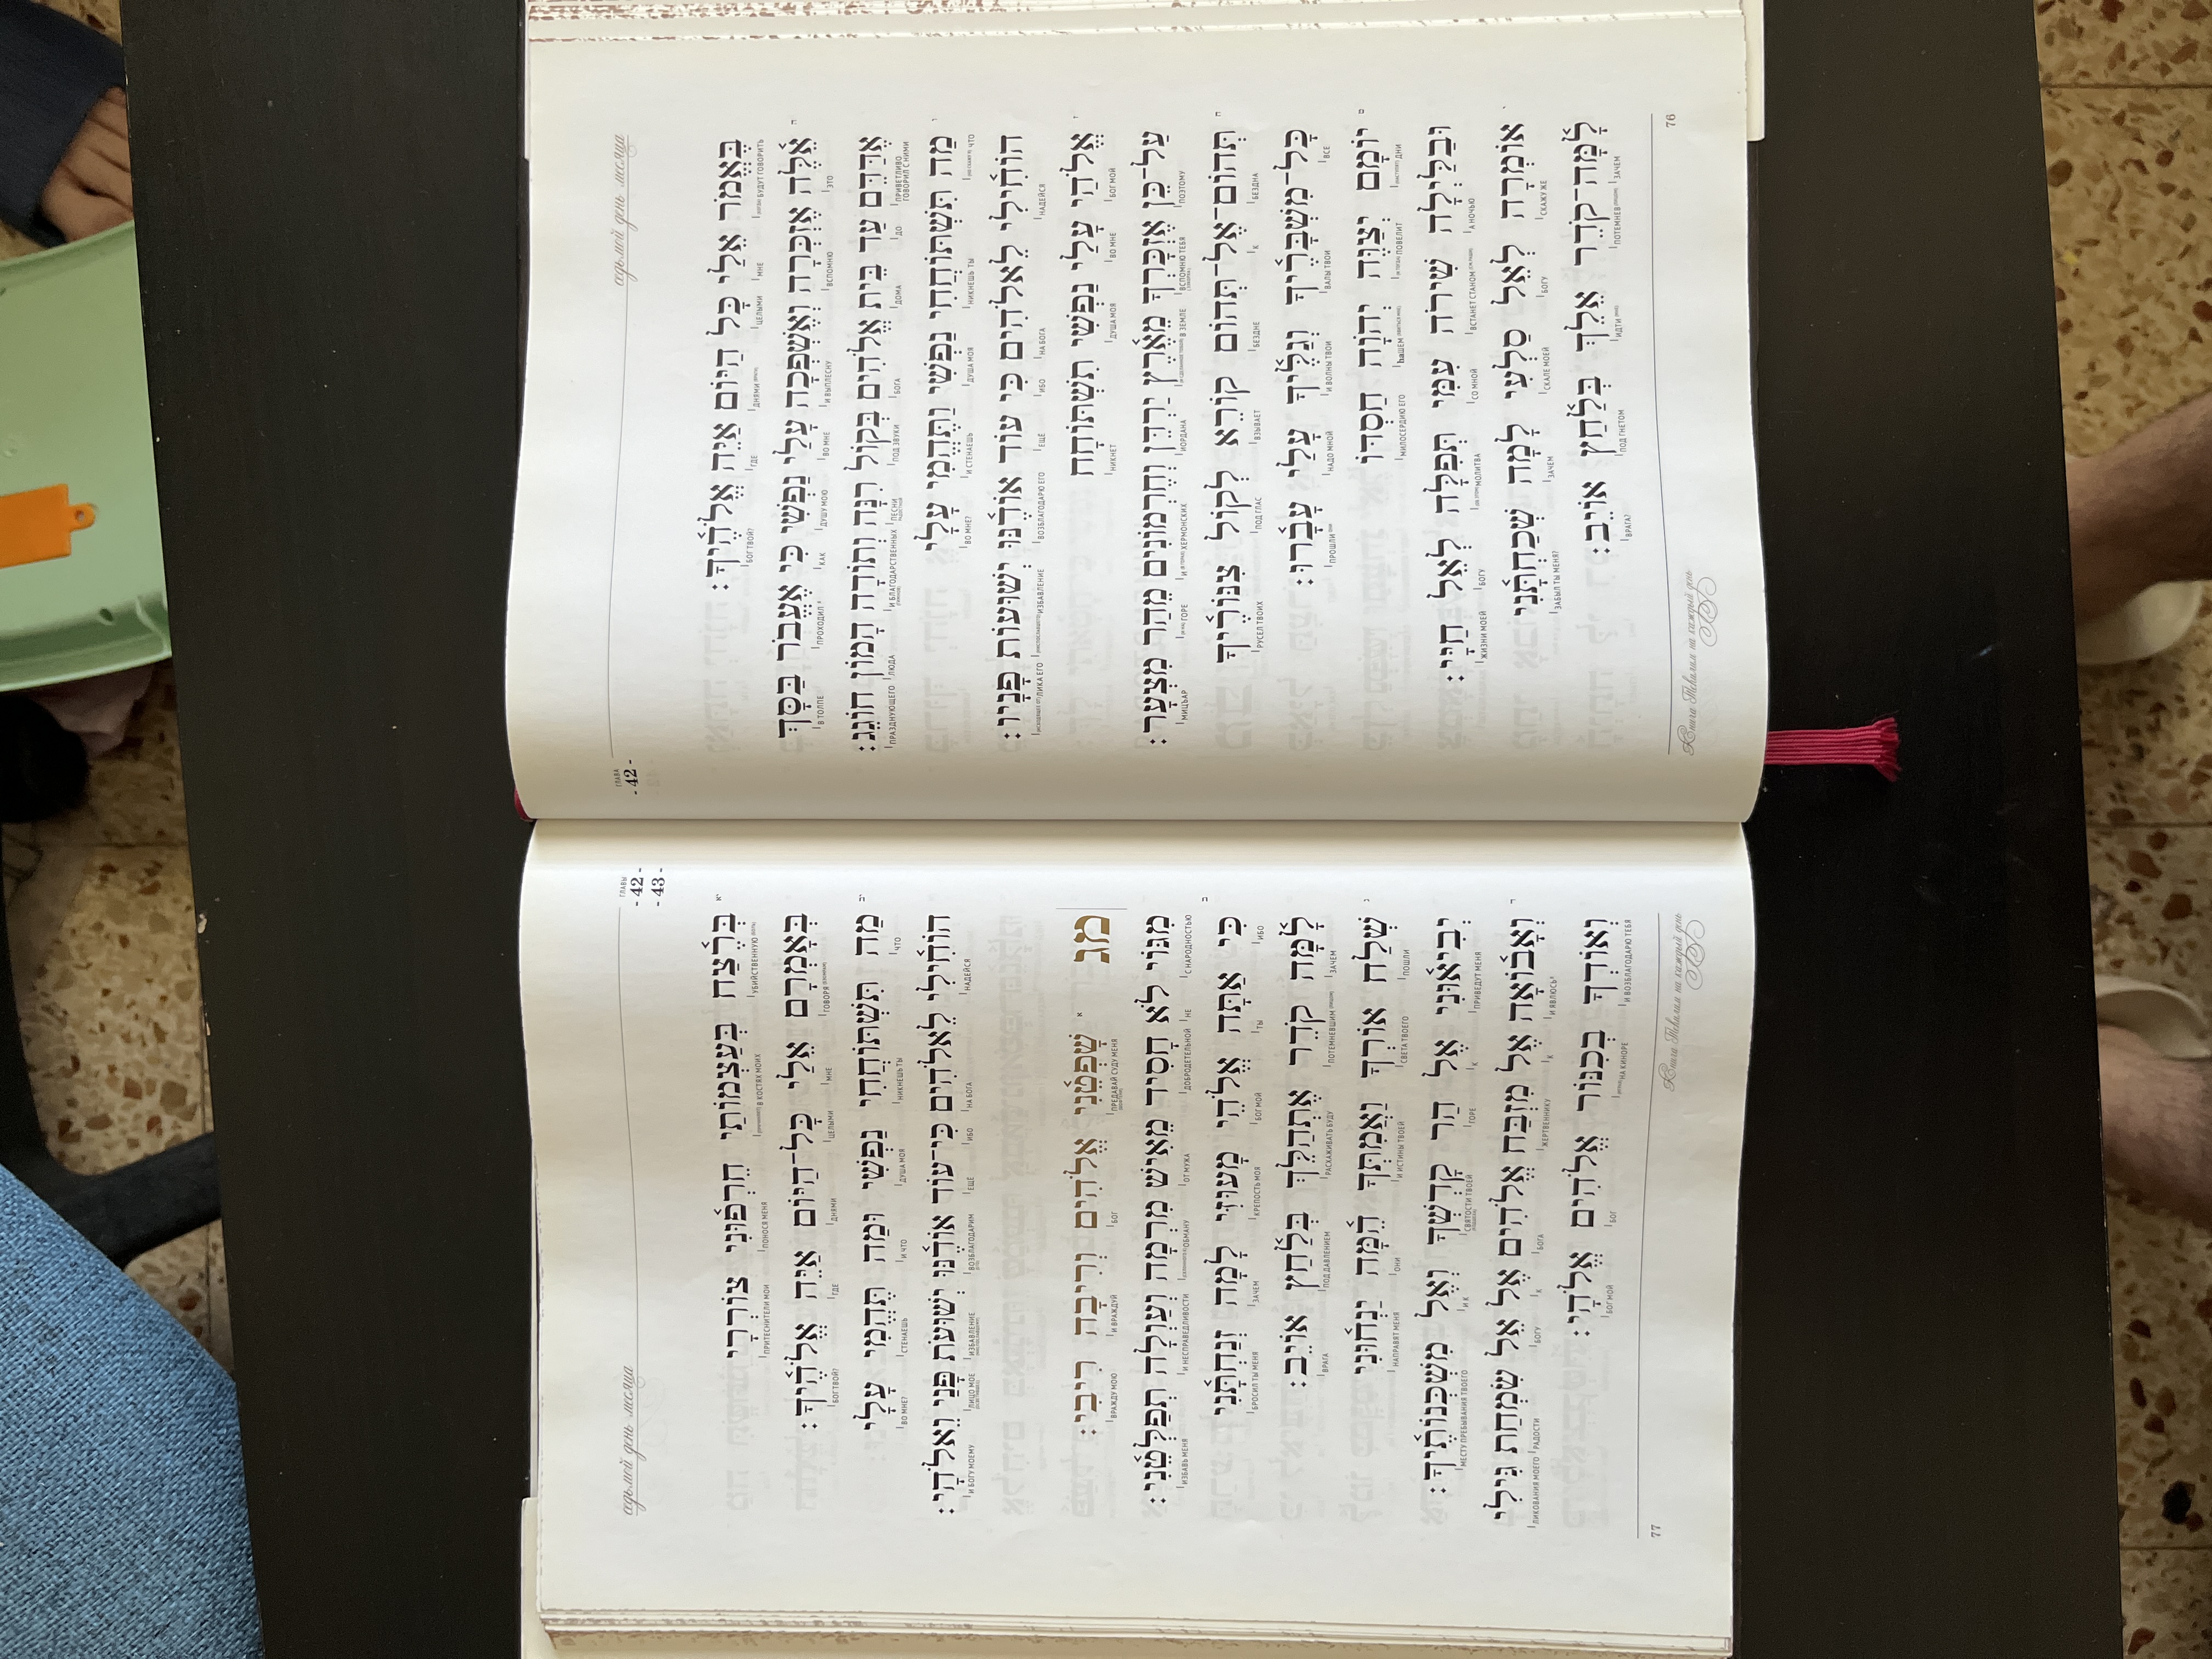 седьмой день месяца
ГЛАВА
- 42 -
בֶּאֱמֹר אֵלַי כָּל הַיּוֹם אַיֵּה אֱלֹהֶ֫יךָ׃
БУДУТ ГОВОРИТЬ МНЕ ЦЕЛЫМИ ДНЯМИ ГДЕ БОГ ТВОЙ?
ה אֵ֫לֶּה אֶזְכְּרָה וְאֶשְׁפְּכָה עָלַי נַפְשִׁי כִּי אֶעֱבֹר בַּסָּךְ
ЭТО ВСПОМНЮ И ВЫПЛЕСНУ ВО МНЕ ДУШУ МОЮ КАК ПРОХОДИЛ Я В ТОЛПЕ
אֶדַּדֵּם עַד בֵּית אֱלֹהִים בְּקוֹל רִנָּה וְתוֹדָה הָמוֹן חוֹגֵג׃
ПРИВЕТЛИВО ГОВОРИЛ С НИМИ ДО ДОМА БОГА ПОД ЗВУКИ ПЕСНИ РАДОСТНОЙ И БЛАГОДАРСТВЕННЫХ (ГИМНОВ) ЛЮДА ПРАЗДНУЮЩЕГО
ו מַה תִּשְׁתּוֹחֲחִי נַפְשִׁי וַתֶּהֱמִי עָלָי
ЧТО НИКНЕШЬ ТЫ ДУША МОЯ И СТЕНАЕШЬ ВО МНЕ?
הוֹחִ֫ילִי לֵאלֹהִים כִּי עוֹד אוֹדֶ֫נּוּ יְשׁוּעוֹת פָּנָיו׃
НАДЕЙСЯ НА БОГА ИБО ЕЩЁ ВОЗБЛАГОДАРЮ ЕГО ИЗБАВЛЕНИЕ ЛИКА ЕГО
ז אֱלֹהַי עָלַי נַפְשִׁי תִשְׁתּוֹחָח
БОГ МОЙ ВО МНЕ ДУША МОЯ НИКНЕТ
עַל־כֵּן אֶזְכָּרְךָ מֵאֶ֫רֶץ יַרְדֵּן וְחֶרְמוֹנִים מֵהַר מִצְעָר׃
ПОЭТОМУ ВСПОМНЮ ТЕБЯ В ЗЕМЛЕ ИОРДАНА И ХЕРМОНСКИХ ГОРЕ МИЦЪАР
ח תְּהוֹם־אֶל־תְּהוֹם קוֹרֵא לְקוֹל צִנּוֹרֶ֫יךָ
БЕЗДНА К БЕЗДНЕ ВЗЫВАЕТ ПОД ГЛАС РУСЕЛ ТВОИХ
כָּל־מִשְׁבָּרֶ֫יךָ וְגַלֶּ֫יךָ עָלַי עָבָ֫רוּ׃
ВСЕ ВАЛЫ ТВОИ И ВОЛНЫ ТВОИ НАДО МНОЙ ПРОШЛИ
ט יוֹמָם יְצַוֶּה יְהֹוָה חַסְדּוֹ
ДНИ ПОВЕЛИТ hАШЕМ МИЛОСЕРДИЮ ЕГО
וּבַלַּיְלָה שִׁירֹה עִמִּי תְּפִלָּה לְאֵל חַיָּי׃
А НОЧЬЮ ВСТАНЕТ СТАНОМ СО МНОЙ МОЛИТВА БОГУ ЖИЗНИ МОЕЙ
י אוֹמְרָה לְאֵל סַלְעִי לָמָה שְׁכַחְתָּ֫נִי
СКАЖУ ЖЕ БОГУ СКАЛЕ МОЕЙ ЗАЧЕМ ЗАБЫЛ ТЫ МЕНЯ?
לָ֫מָּה־קֹדֵר אֵלֵךְ בְּלַ֫חַץ אוֹיֵב׃
ЗАЧЕМ ПОТЕМНЕВ ИДТИ ПОД ГНЕТОМ ВРАГА?
76
Книга Теhилим на каждый день
седьмой день месяца
ГЛАВЫ
- 42 -
- 43 -
יא בְּרֶ֫צַח בְּעַצְמוֹתַי חֵרְפ֫וּנִי צוֹרְרָי
УБИЙСТВЕННУЮ В КОСТЯХ МОИХ ПОНОСЯ МЕНЯ ПРИТЕСНИТЕЛИ МОИ
בְּאׇמְרָם אֵלַי כׇּל־הַיּוֹם אַיֵּה אֱלֹהֶ֫יךָ׃
ГОВОРЯ МНЕ ЦЕЛЫМИ ДНЯМИ ГДЕ БОГ ТВОЙ?
יב מַה תִּשְׁתּוֹחֲחִי נַפְשִׁי וּמַה תֶּהֱמִי עָלָי
ЧТО НИКНЕШЬ ТЫ ДУША МОЯ И ЧТО СТЕНАЕШЬ ВО МНЕ?
הוֹחִ֫ילִי לֵאלֹהִים כִּי־עוֹד אוֹדֶ֫נּוּ יְשׁוּעֹת פָּנַי וֵאלֹהָי׃
НАДЕЙСЯ НА БОГА ИБО ЕЩЁ ВОЗБЛАГОДАРИМ ИЗБАВЛЕНИЕ ЛИЦО МОЕ И БОГУ МОЕМУ
מג א שׇׁפְטֵ֫נִי אֱלֹהִים וְרִיבָה רִיבִי׃
ПРЕДАВАЙ СУДУ МЕНЯ БОГ И ВРАЖДУЙ ВРАЖДУ МОЮ
מִגּוֹי לֹא חָסִיד מֵאִישׁ מִרְמָה וְעַוְלָה תְפַלְּטֵ֫נִי׃
С НАРОДНОСТЬЮ НЕ ДОБРОДЕТЕЛЬНОЙ ОТ МУЖА ОБМАНУ И НЕСПРАВЕДЛИВОСТИ ИЗБАВЬ МЕНЯ
ב כִּי אַתָּה אֱלֹהֵי מָעוּזִּי לָמָה זְנַחְתָּ֫נִי
ИБО ТЫ БОГ МОЙ КРЕПОСТЬ МОЯ ЗАЧЕМ БРОСИЛ ТЫ МЕНЯ
לָ֫מָּה קֹדֵר אֶתְהַלֵּךְ בְּלַ֫חַץ אוֹיֵב׃
ЗАЧЕМ ПОТЕМНЕВШИМ РАСХАЖИВАТЬ БУДУ ПОД ДАВЛЕНИЕМ ВРАГА
ג שְׁלַח אוֹרְךָ וַאֲמִתְּךָ הֵ֫מָּה יַנְח֫וּנִי
ПОШЛИ СВЕТА ТВОЕГО И ИСТИНЫ ТВОЕЙ ОНИ НАПРАВЯТ МЕНЯ
יְבִיא֫וּנִי אֶל הַר קׇדְשְׁךָ וְאֶל מִשְׁכְּנוֹתֶ֫יךָ׃
ПРИВЕДУТ МЕНЯ К ГОРЕ СВЯТОСТИ ТВОЕЙ И К МЕСТУ ПРЕБЫВАНИЯ ТВОЕГО
ד וְאָב֫וֹאָה אֶל מִזְבַּח אֱלֹהִים אֶל אֵל שִׂמְחַת גִּילִי
И ЯВЛЮСЬ Я К ЖЕРТВЕННИКУ БОГА К БОГУ РАДОСТИ ЛИКОВАНИЯ МОЕГО
וְאוֹדְךָ בְכִנּוֹר אֱלֹהִים אֱלֹהָי׃
И ВОЗБЛАГОДАРЮ ТЕБЯ НА КИНОРЕ БОГ БОГ МОЙ
77
Книга Теhилим на каждый день